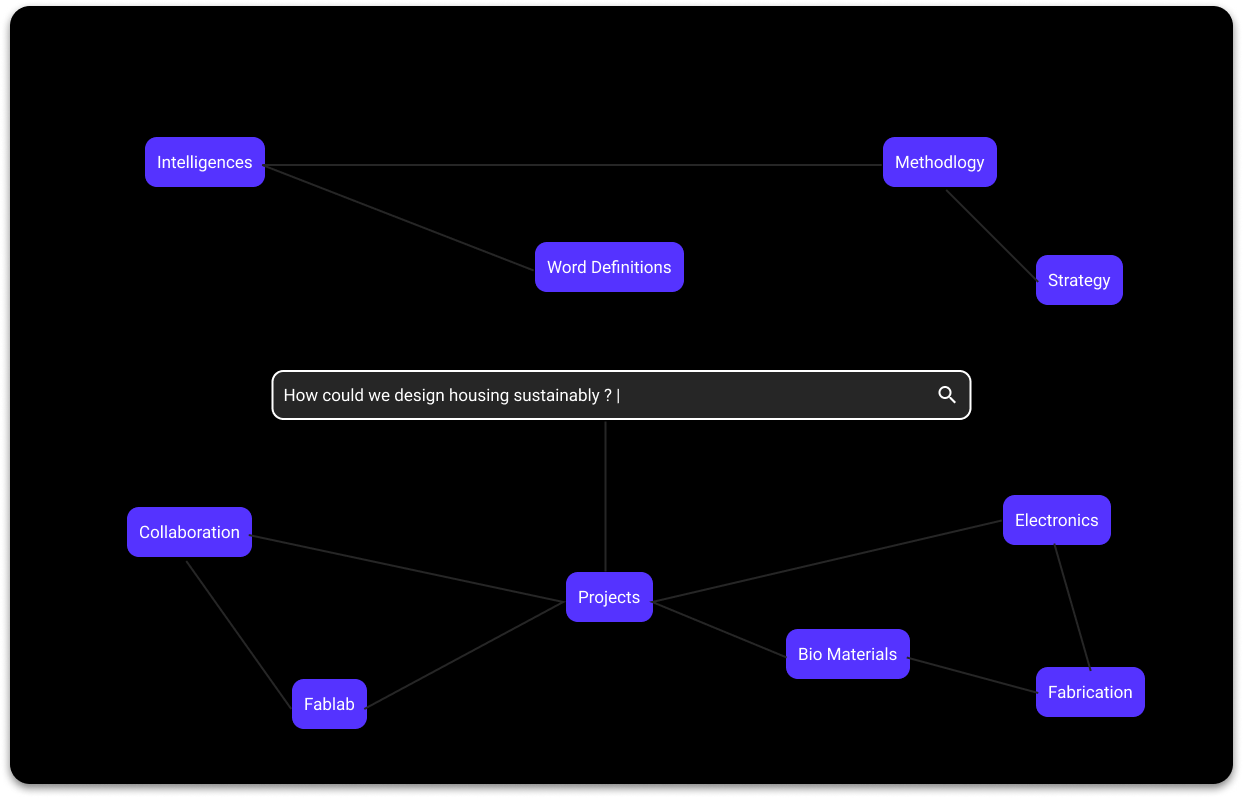 Intelligences
Methodlogy
Word Definitions
Strategy
How could we design housing sustainably ? |
Electronics
Collaboration
Projects
Bio Materials
Fabrication
Fablab